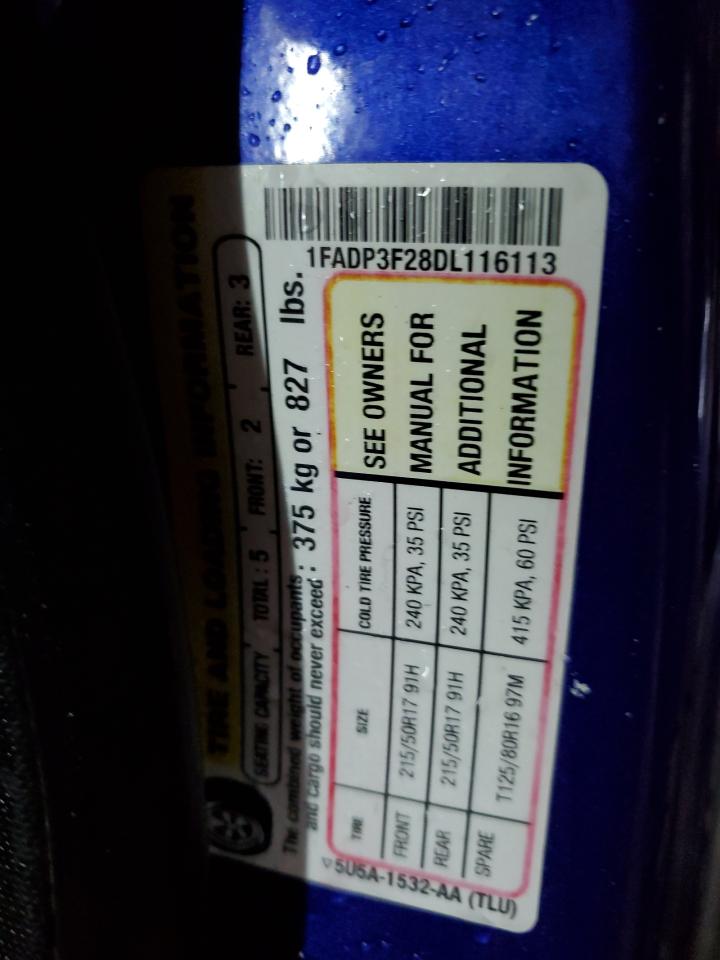 TIRE AND LOADING INFORMATION
SEATING CAPACITY TOTAL : 5 FRONT: 2 REAR: 3
The combined weight of occupants : 375 kg or 827 lbs.
and cargo should never exceed :
1FADP3F28DL116113
TIRE SIZE COLD TIRE PRESSURE
FRONT 215/50R17 91H 240 KPA, 35 PSI
REAR 215/50R17 91H 240 KPA, 35 PSI
SPARE T125/80R16 97M 415 KPA, 60 PSI
SEE OWNERS
MANUAL FOR
ADDITIONAL
INFORMATION
5U5A-1532-AA (TLU)